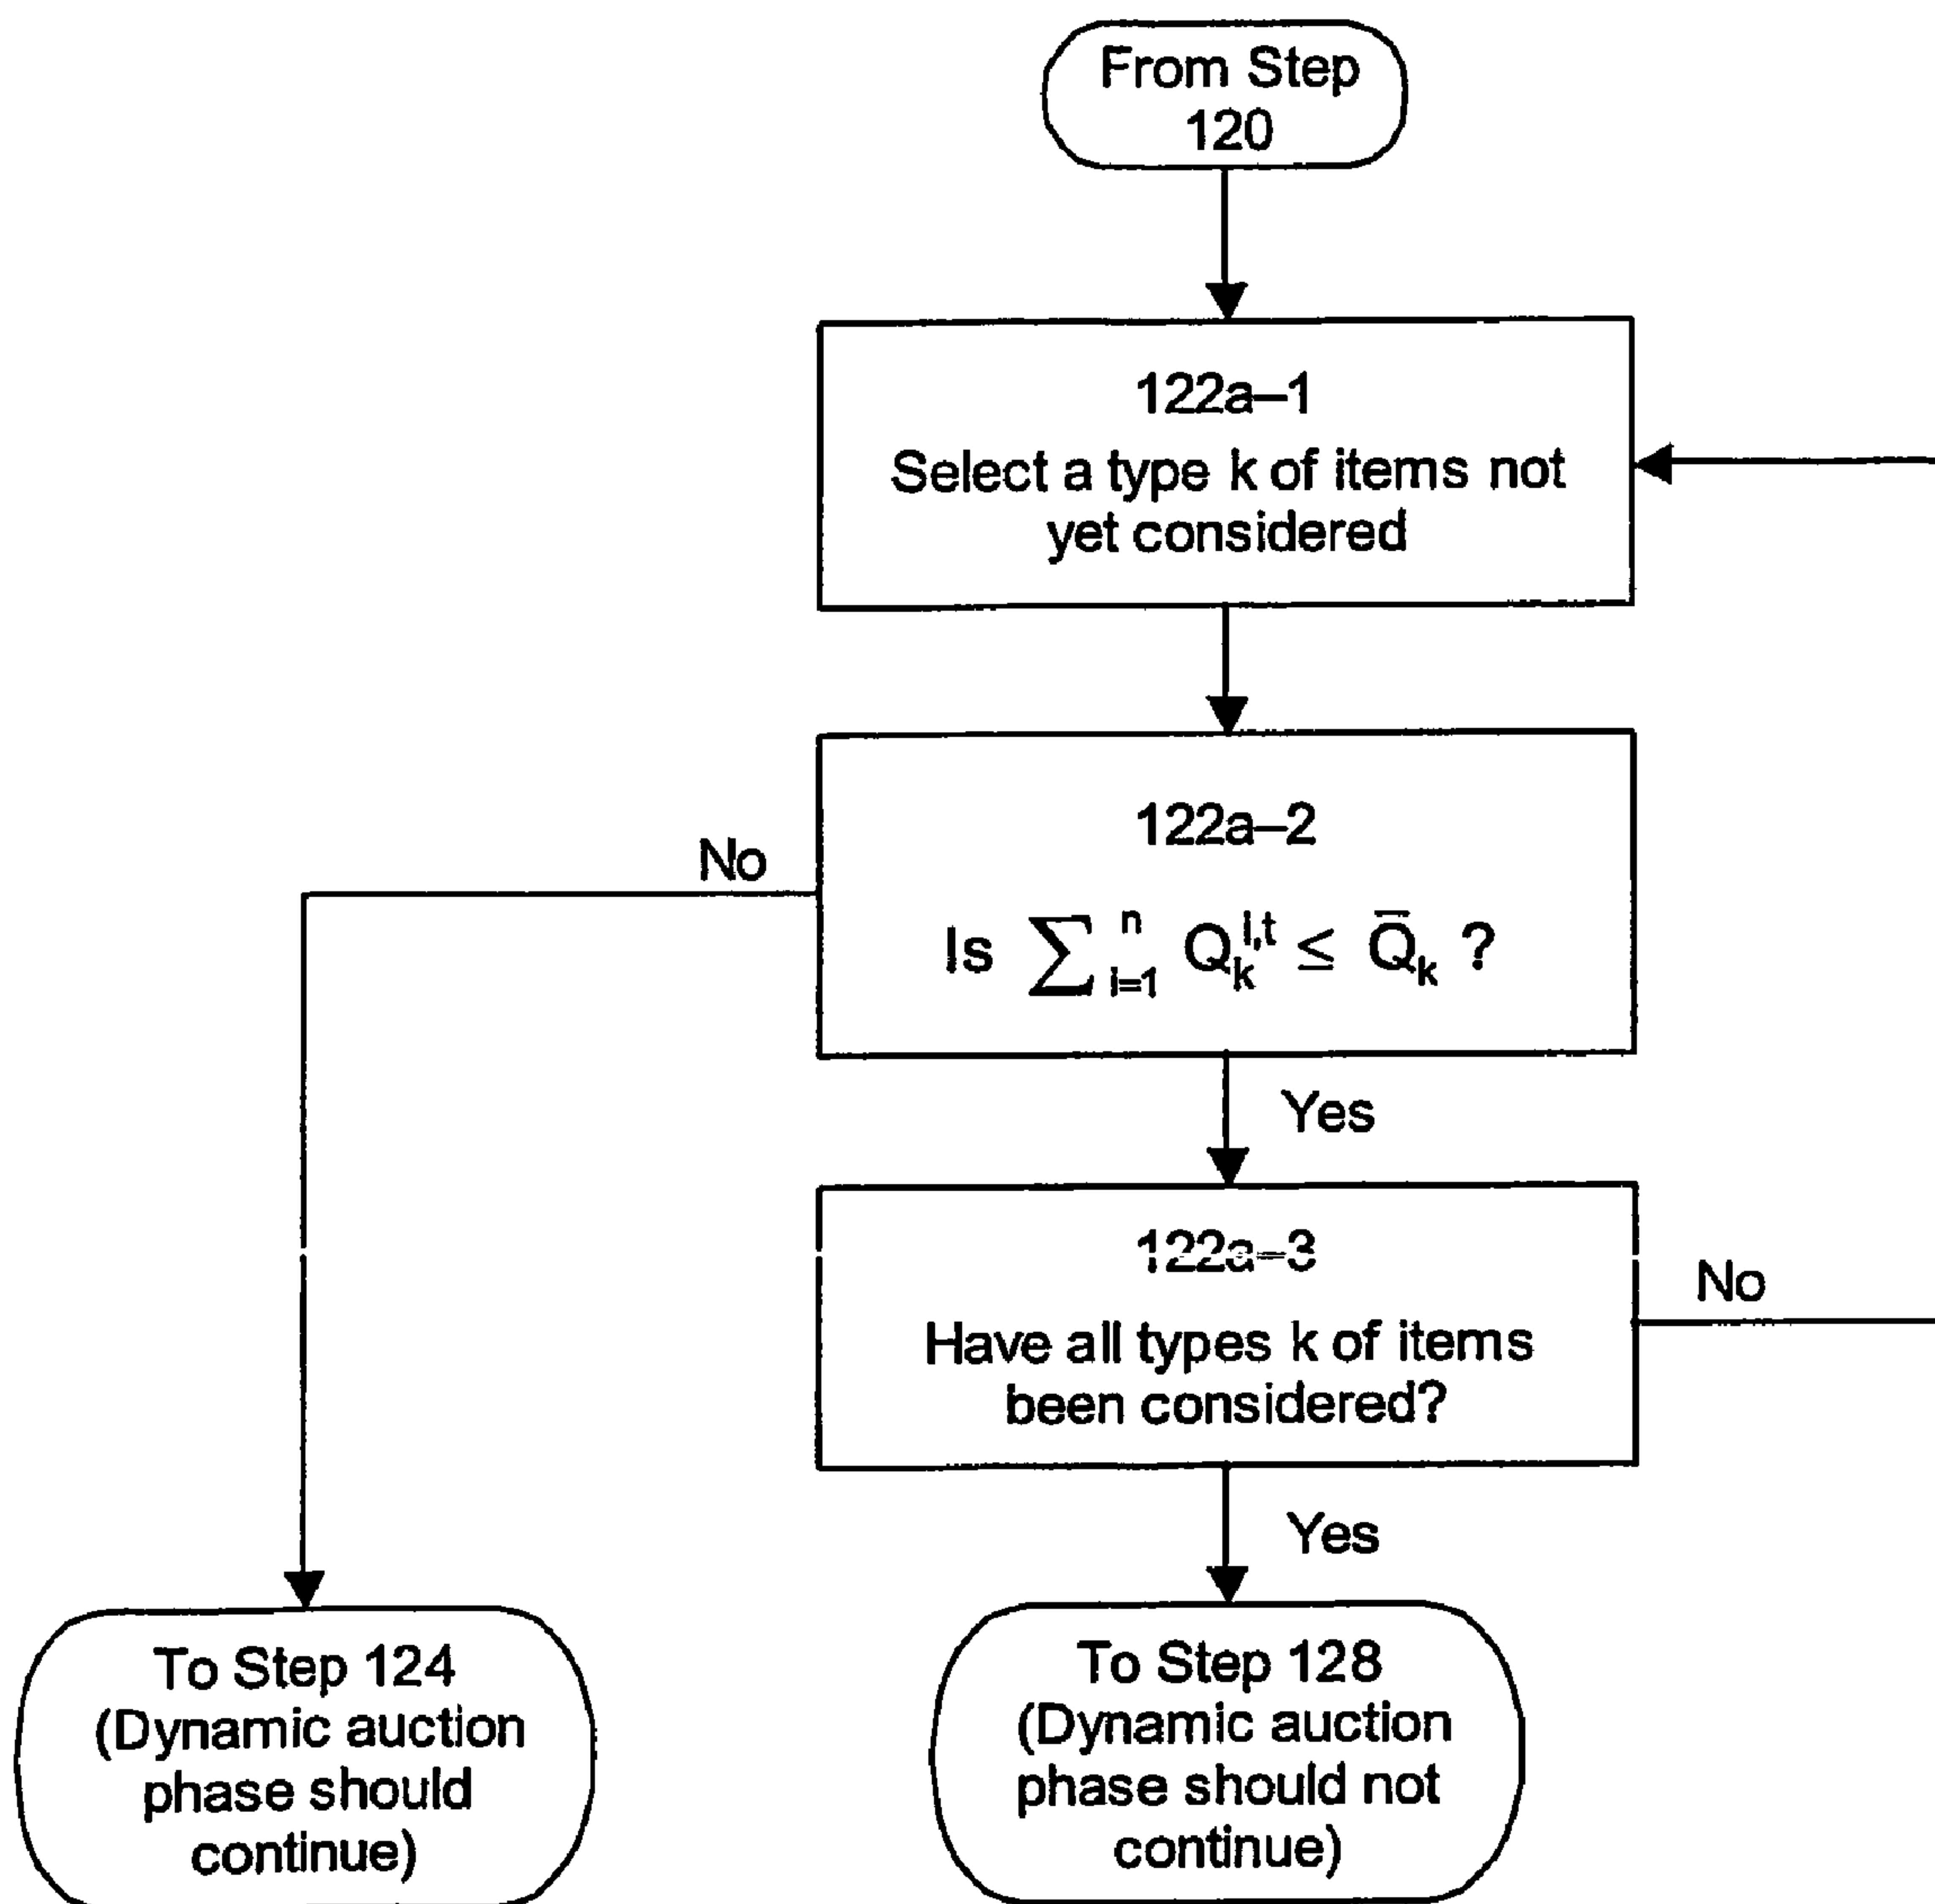 From Step
120
122a–1
Select a type k of items not
yet considered
122a–2
No
Is ∑ⁿᵢ₌₁ Qₖ^{i,t} ≤ Q̄ₖ ?
Yes
122a–3
Have all types k of items
been considered?
No
Yes
To Step 124
(Dynamic auction
phase should
continue)
To Step 128
(Dynamic auction
phase should not
continue)